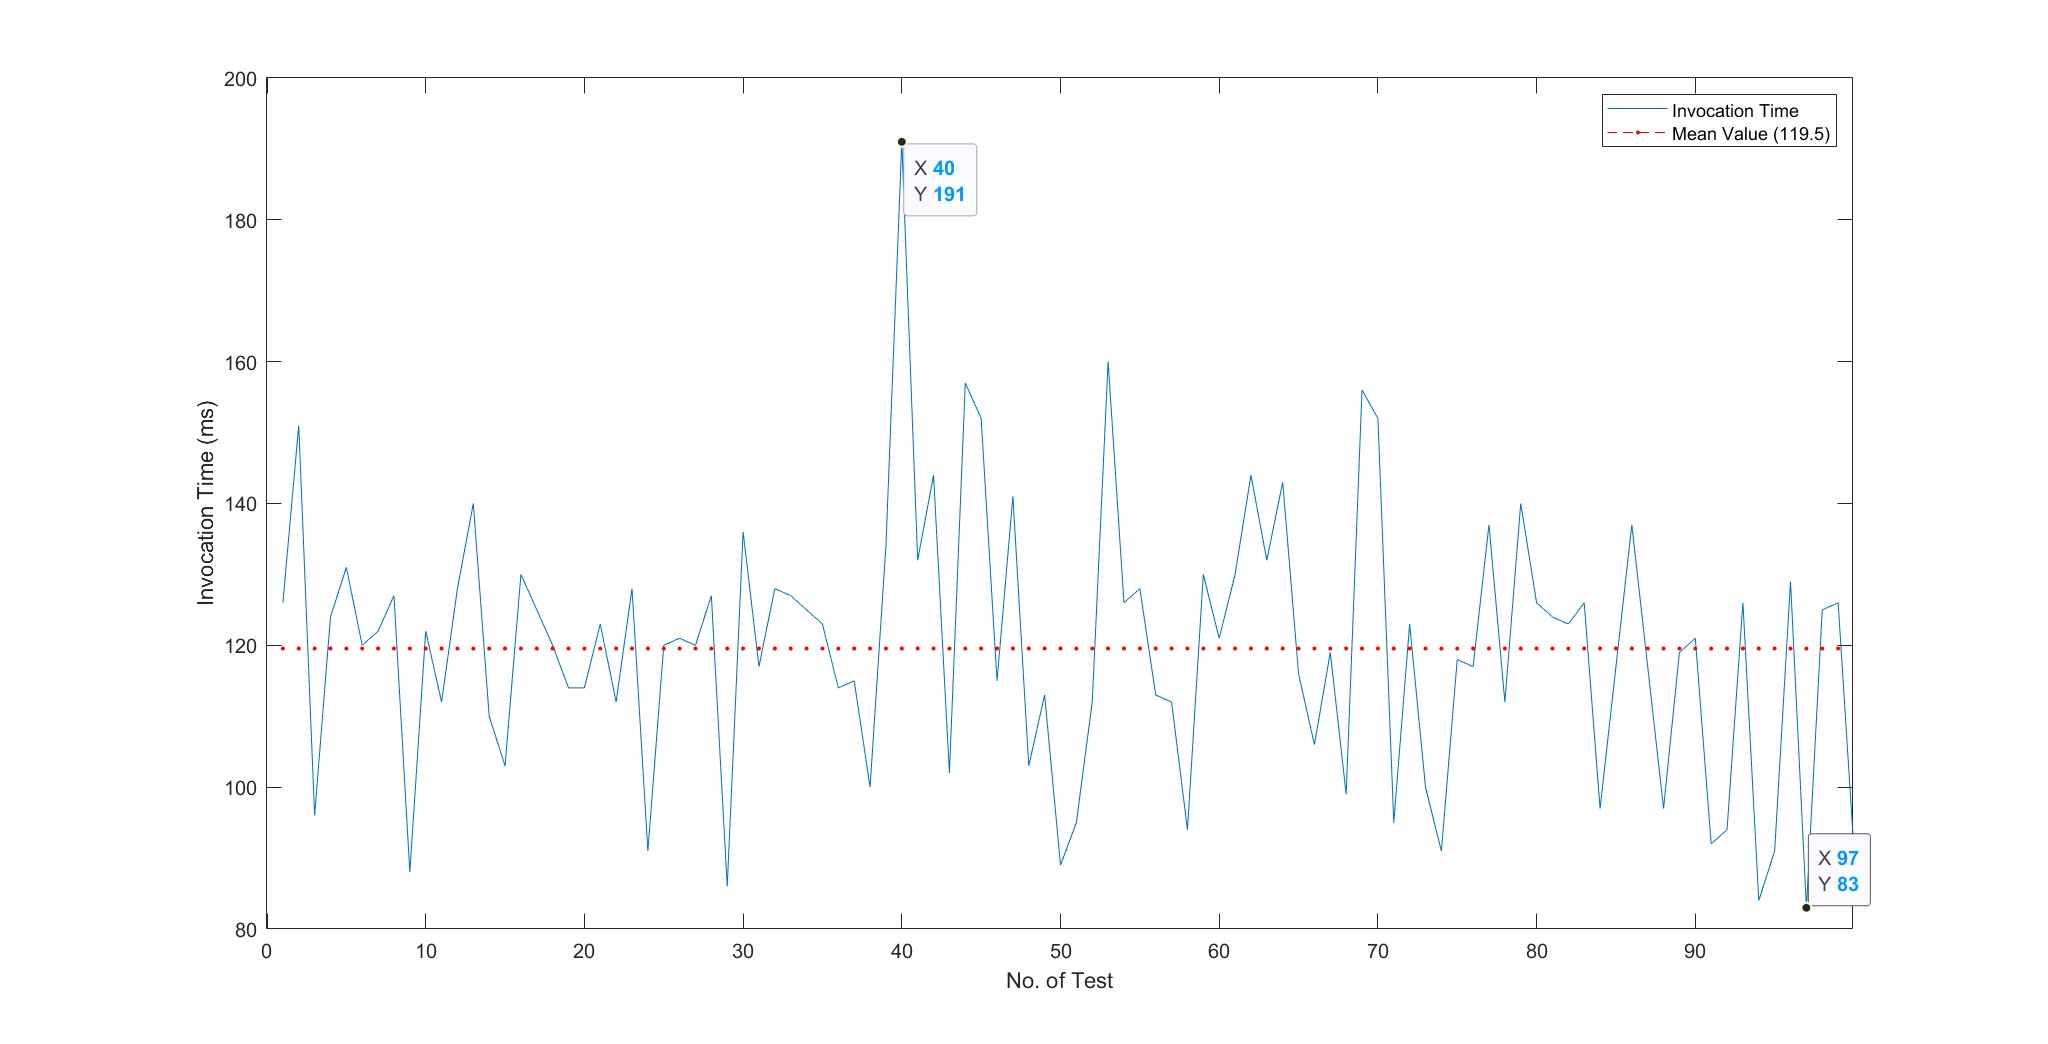 200
180
160
140
120
100
80
Invocation Time (ms)
Invocation Time
Mean Value (119.5)
X 40
Y 191
X 97
Y 83
0 10 20 30 40 50 60 70 80 90
No. of Test